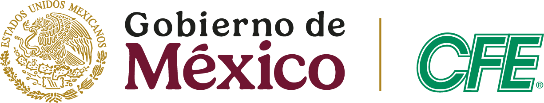 ESTADOS UNIDOS MEXICANOS
Gobierno de
México
CFE®